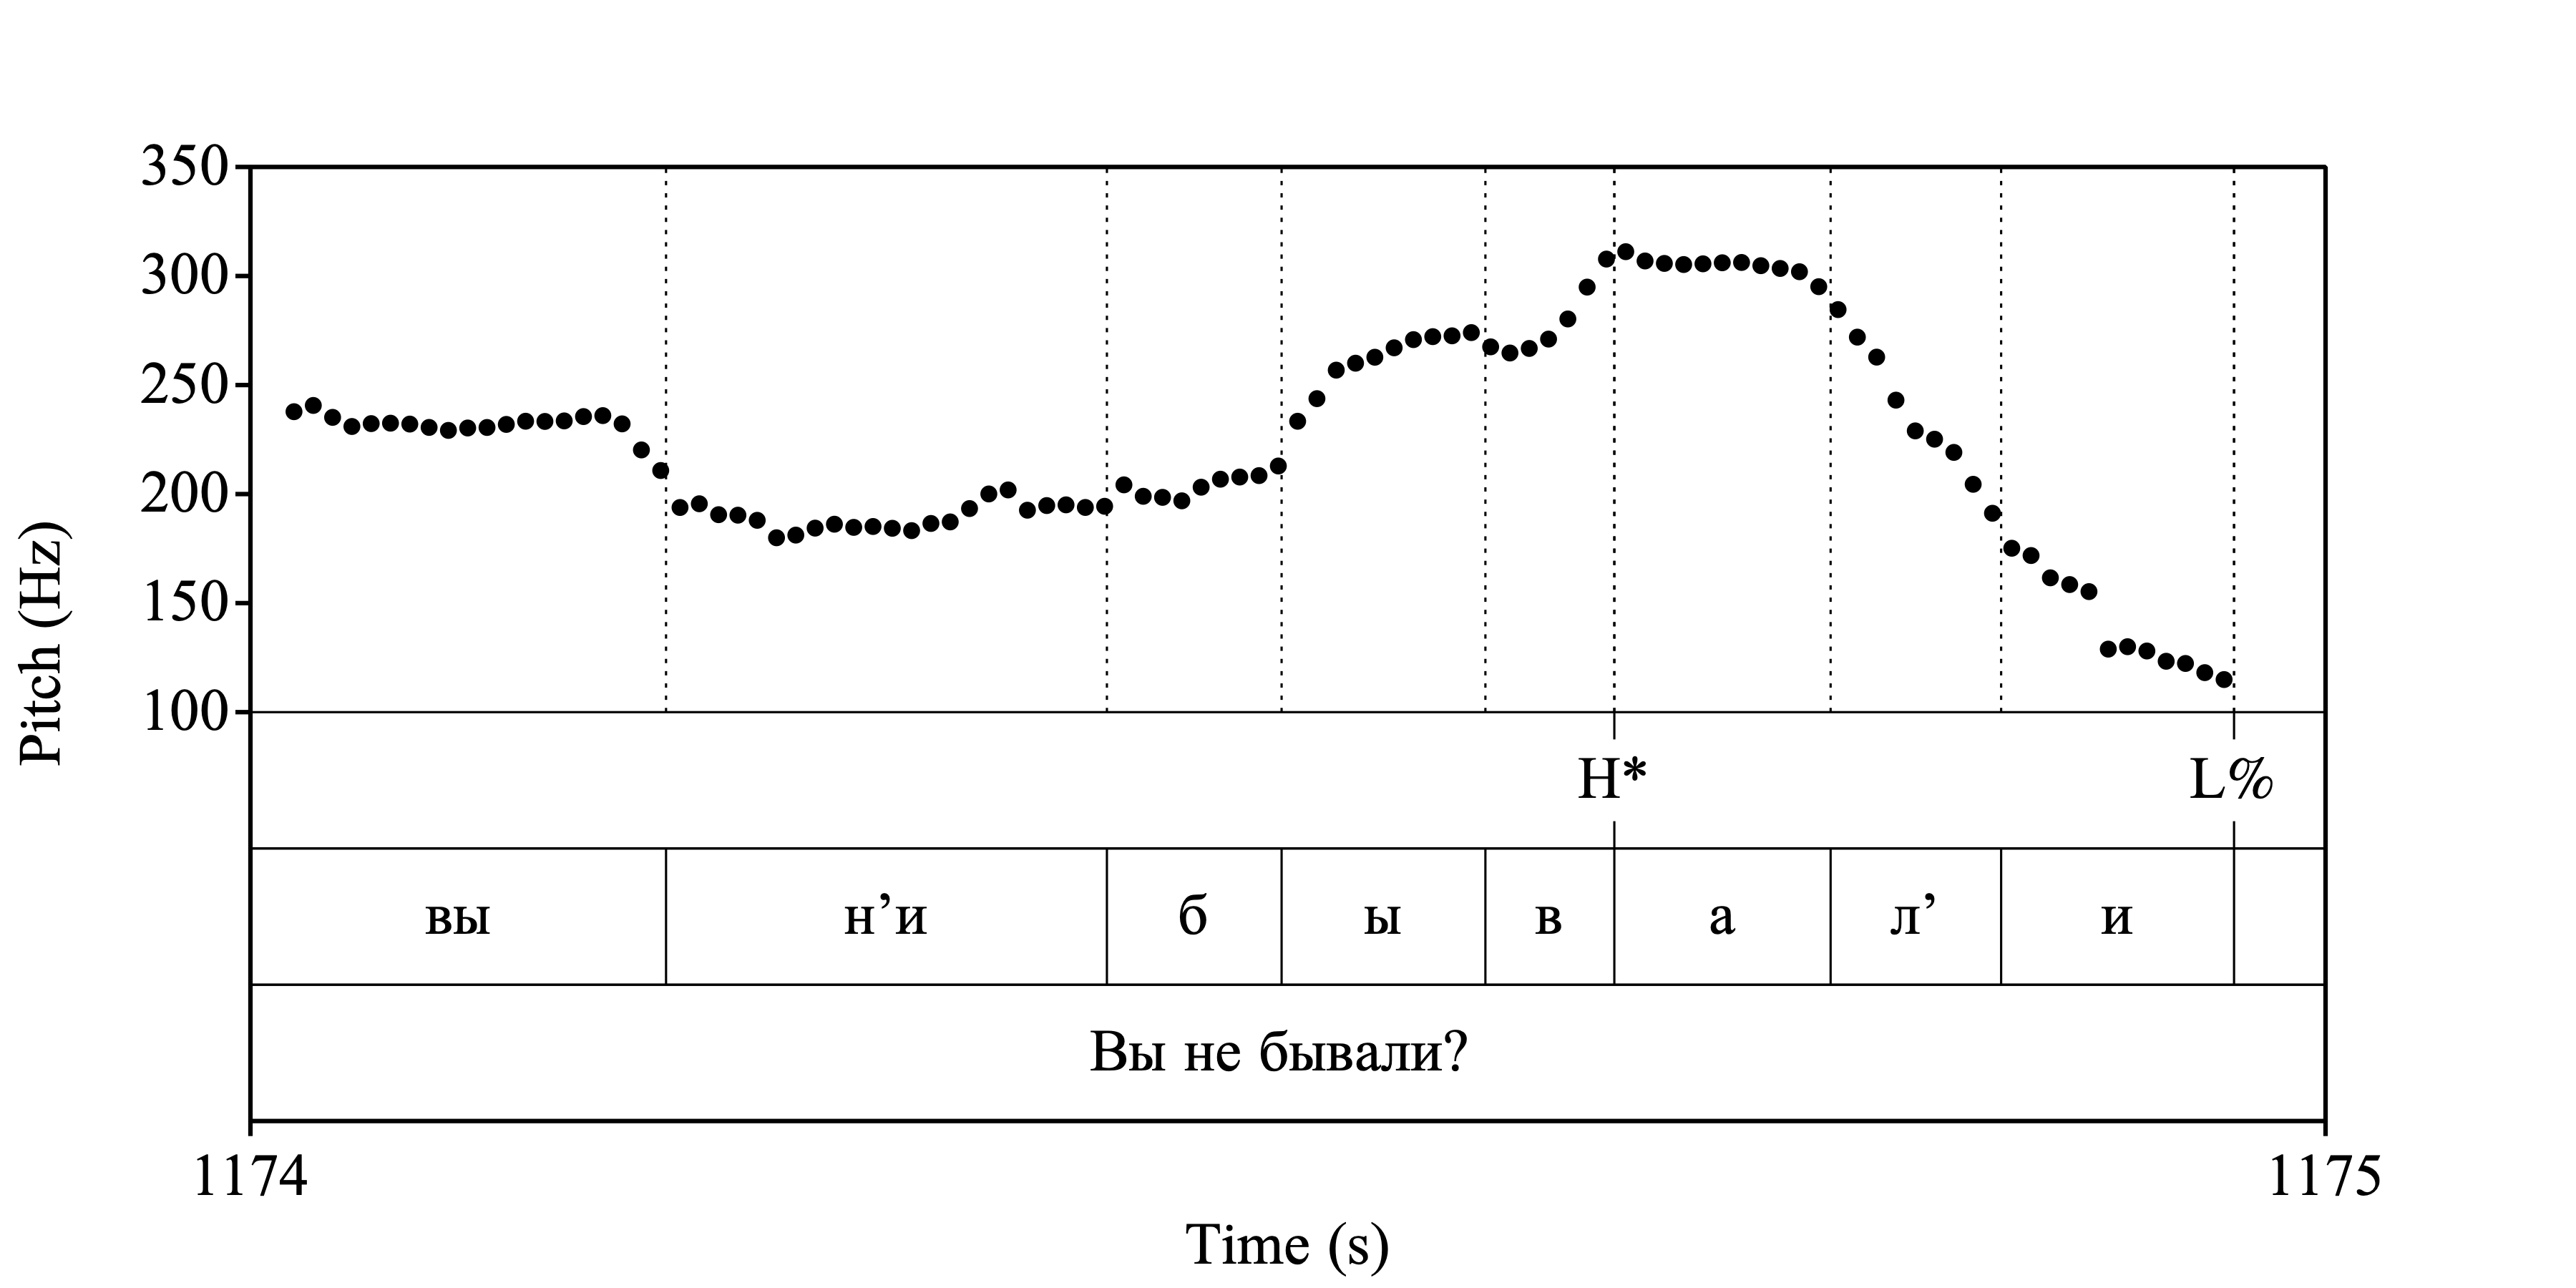 350
300
250
200
150
100
Pitch (Hz)
H* L%
вы н’и б ы в а л’ и
Вы не бывали?
1174 1175
Time (s)